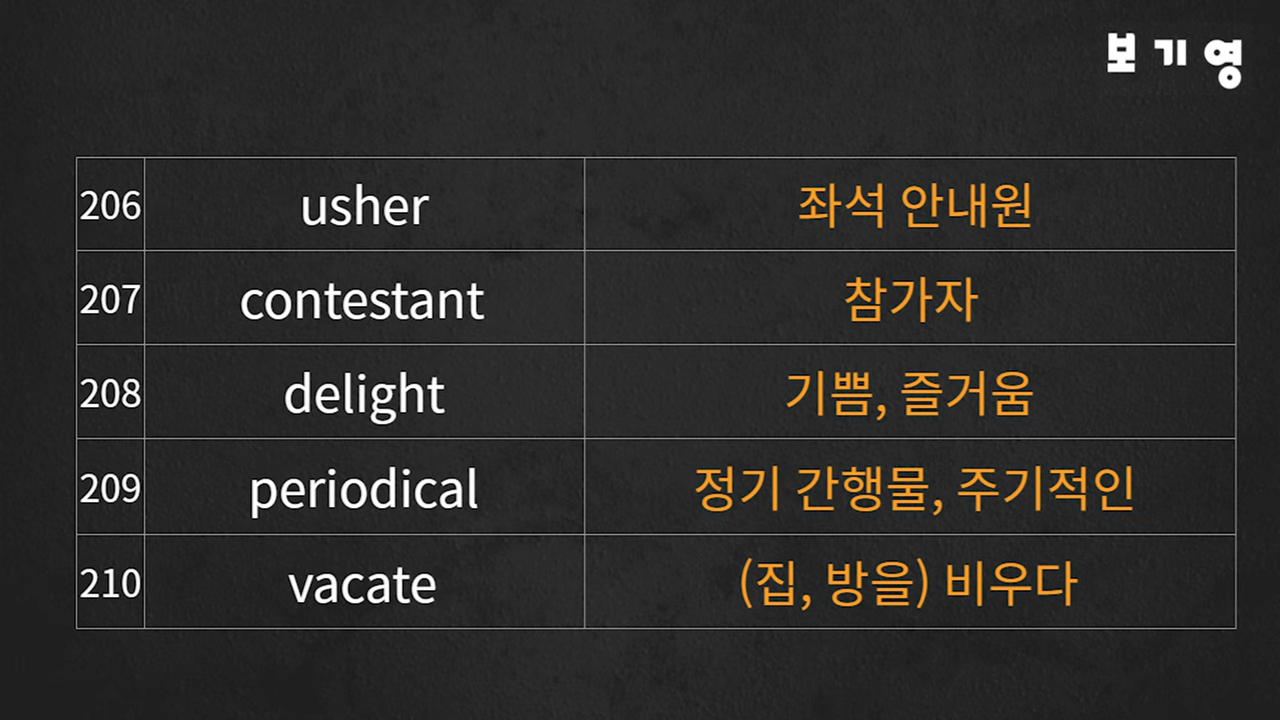 보기영
206 usher 좌석 안내원
207 contestant 참가자
208 delight 기쁨, 즐거움
209 periodical 정기 간행물, 주기적인
210 vacate (집, 방을) 비우다